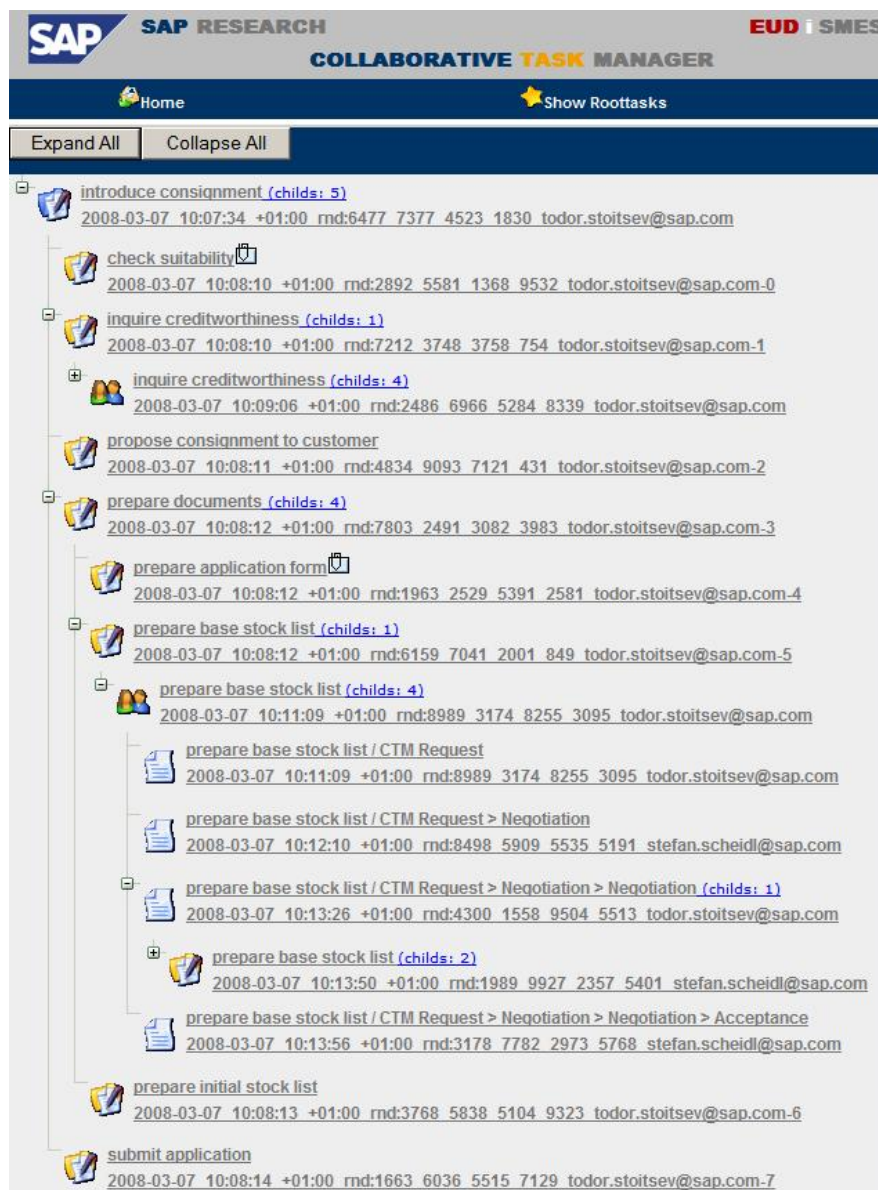 SAP
SAP RESEARCH
EUD i SMES
COLLABORATIVE TASK MANAGER
Home
Show Roottasks
Expand All
Collapse All
introduce consignment (childs: 5)
2008-03-07 10:07:34 +01:00 rnd:6477 7377 4523 1830 todor.stoitsev@sap.com
check suitability
2008-03-07 10:08:10 +01:00 rnd:2892 5581 1368 9532 todor.stoitsev@sap.com-0
inquire creditworthiness (childs: 1)
2008-03-07 10:08:10 +01:00 rnd:7212 3748 3758 754 todor.stoitsev@sap.com-1
inquire creditworthiness (childs: 4)
2008-03-07 10:09:06 +01:00 rnd:2486 6966 5284 8339 todor.stoitsev@sap.com
propose consignment to customer
2008-03-07 10:08:11 +01:00 rnd:4834 9093 7121 431 todor.stoitsev@sap.com-2
prepare documents (childs: 4)
2008-03-07 10:08:12 +01:00 rnd:7803 2491 3082 3983 todor.stoitsev@sap.com-3
prepare application form
2008-03-07 10:08:12 +01:00 rnd:1963 2529 5391 2581 todor.stoitsev@sap.com-4
prepare base stock list (childs: 1)
2008-03-07 10:08:12 +01:00 rnd:6159 7041 2001 849 todor.stoitsev@sap.com-5
prepare base stock list (childs: 4)
2008-03-07 10:11:09 +01:00 rnd:8989 3174 8255 3095 todor.stoitsev@sap.com
prepare base stock list / CTM Request
2008-03-07 10:11:09 +01:00 rnd:8989 3174 8255 3095 todor.stoitsev@sap.com
prepare base stock list / CTM Request > Negotiation
2008-03-07 10:12:10 +01:00 rnd:8498 5909 5535 5191 stefan.scheidl@sap.com
prepare base stock list / CTM Request > Negotiation > Negotiation (childs: 1)
2008-03-07 10:13:26 +01:00 rnd:4300 1558 9504 5513 todor.stoitsev@sap.com
prepare base stock list (childs: 2)
2008-03-07 10:13:50 +01:00 rnd:1989 9927 2357 5401 stefan.scheidl@sap.com
prepare base stock list / CTM Request > Negotiation > Negotiation > Acceptance
2008-03-07 10:13:56 +01:00 rnd:3178 7782 2973 5768 stefan.scheidl@sap.com
prepare initial stock list
2008-03-07 10:08:13 +01:00 rnd:3768 5838 5104 9323 todor.stoitsev@sap.com-6
submit application
2008-03-07 10:08:14 +01:00 rnd:1663 6036 5515 7129 todor.stoitsev@sap.com-7